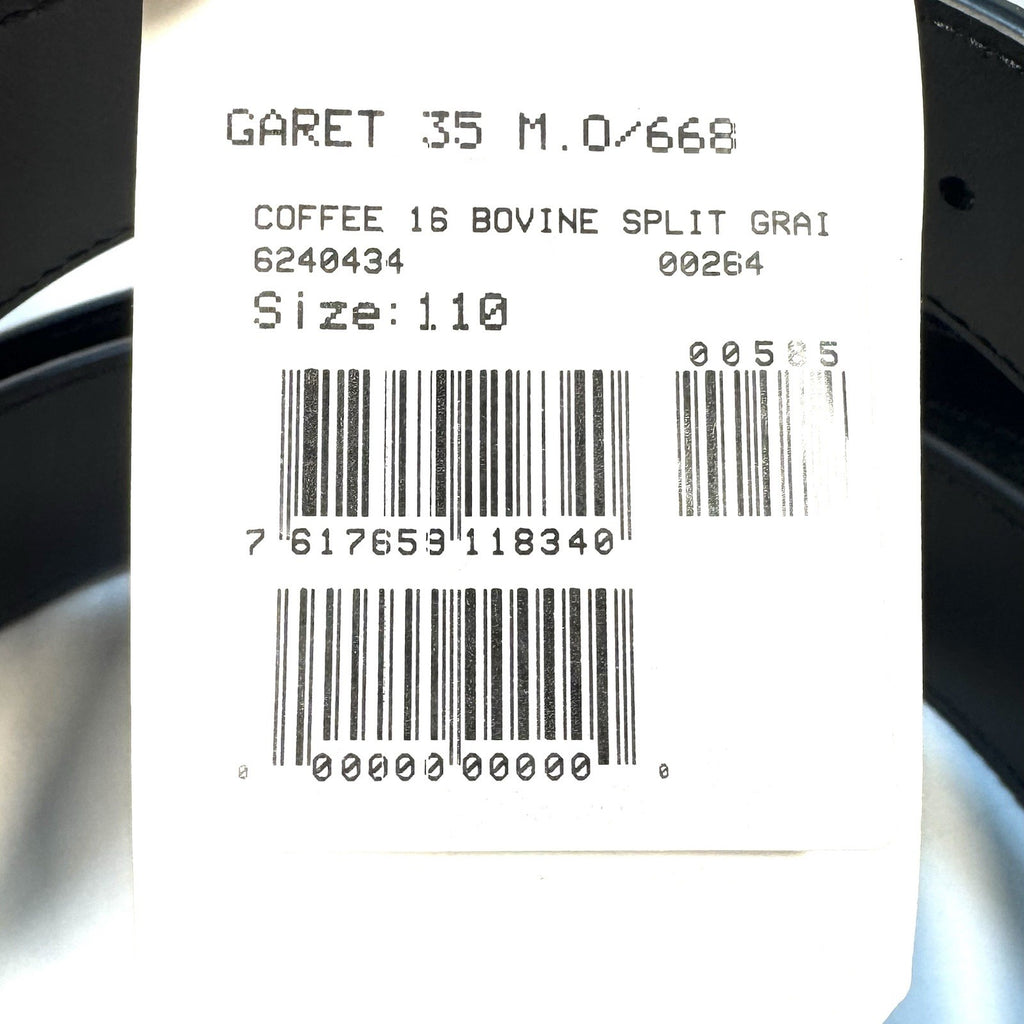 GARET 35 M.O/668
COFFEE 16 BOVINE SPLIT GRAI
6240434 00264
Size:110
00585
7 617659 118340
0 00000 00000 0